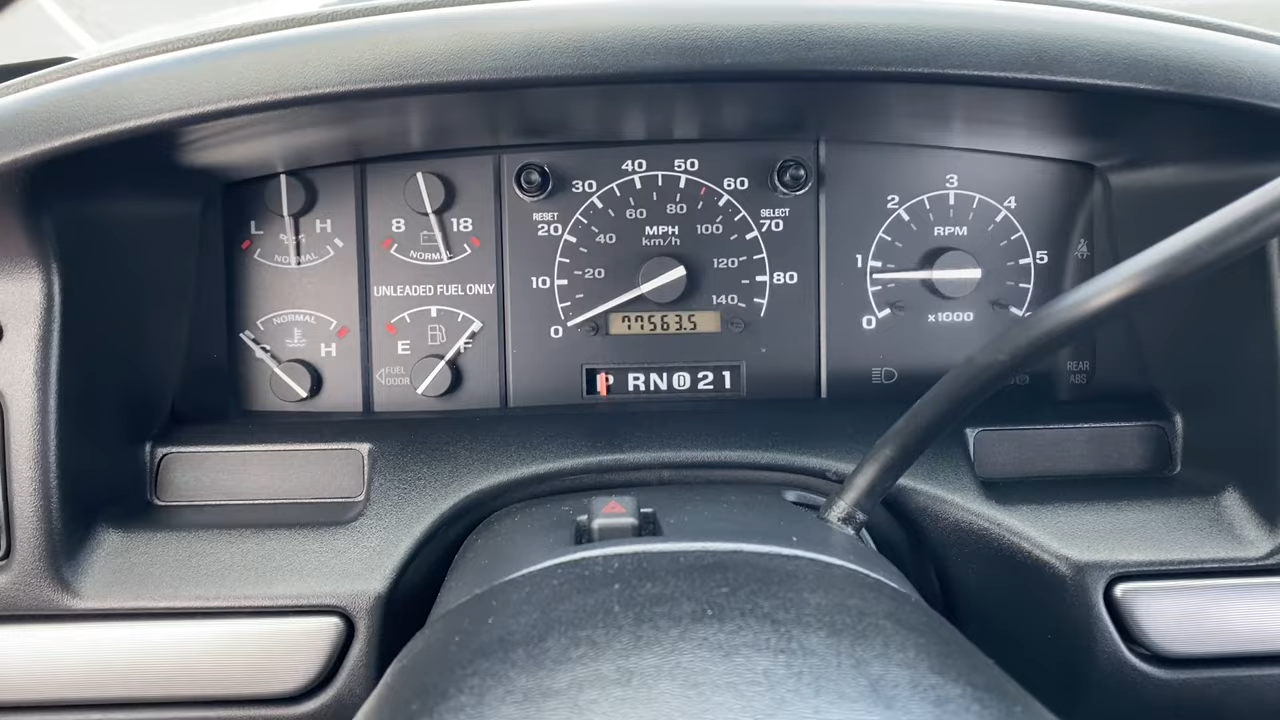 L H
NORMAL
NORMAL
C H
8 18
NORMAL
UNLEADED FUEL ONLY
E F
FUEL
DOOR
RESET
SELECT
0 10 20 30 40 50 60 70 80
MPH
km/h
20 40 60 80 100 120 140
77563.5
P RN D 21
0 1 2 3 4 5
RPM
x1000
REAR
ABS